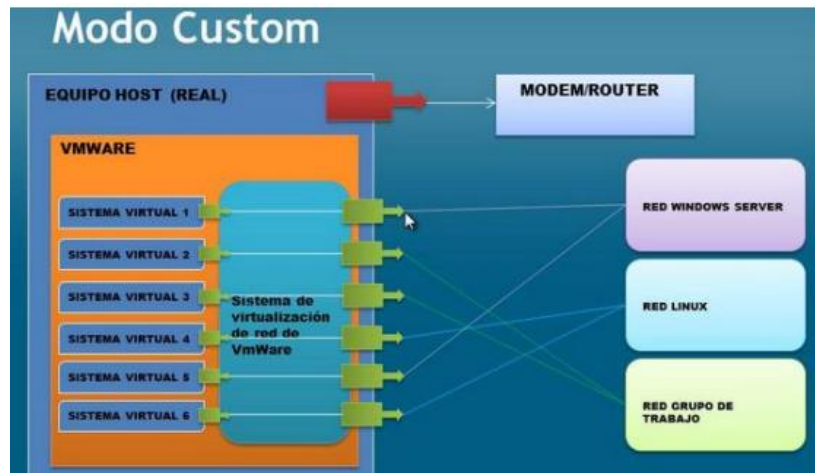 Modo Custom
EQUIPO HOST (REAL)
MODEM/ROUTER
VMWARE
SISTEMA VIRTUAL 1
SISTEMA VIRTUAL 2
SISTEMA VIRTUAL 3
SISTEMA VIRTUAL 4
SISTEMA VIRTUAL 5
SISTEMA VIRTUAL 6
Sistema de
virtualización
de red de
VmWare
RED WINDOWS SERVER
RED LINUX
RED GRUPO DE
TRABAJO